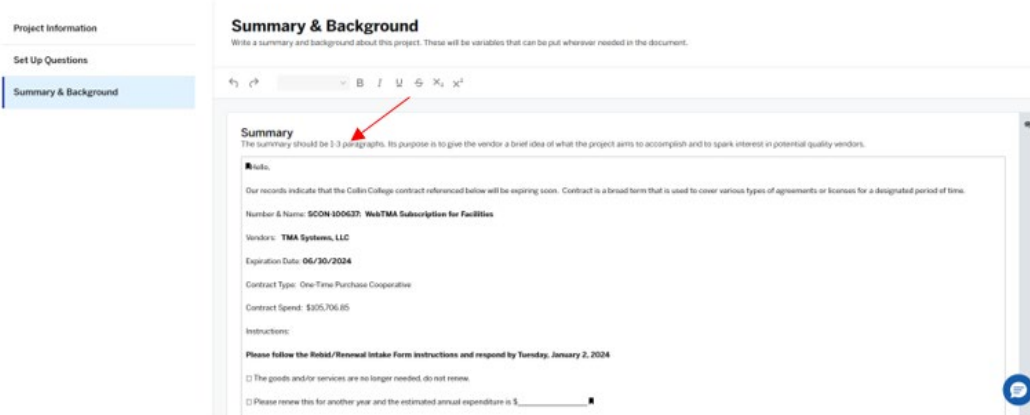 Project Information
Set Up Questions
Summary & Background
Summary & Background
Write a summary and background about this project. These will be variables that can be put wherever needed in the document.
B I U S X₂ X²
Summary
The summary should be 1-3 paragraphs. Its purpose is to give the vendor a brief idea of what the project aims to accomplish and to spark interest in potential quality vendors.
Hello,
Our records indicate that the Collin College contract referenced below will be expiring soon. Contract is a broad term that is used to cover various types of agreements or licenses for a designated period of time.
Number & Name: SCON-100637: WebTMA Subscription for Facilities
Vendors: TMA Systems, LLC
Expiration Date: 06/30/2024
Contract Type: One-Time Purchase Cooperative
Contract Spend: $105,706.85
Instructions:
Please follow the Rebid/Renewal Intake Form instructions and respond by Tuesday, January 2, 2024
☐ The goods and/or services are no longer needed, do not renew.
☐ Please renew this for another year and the estimated annual expenditure is $________________